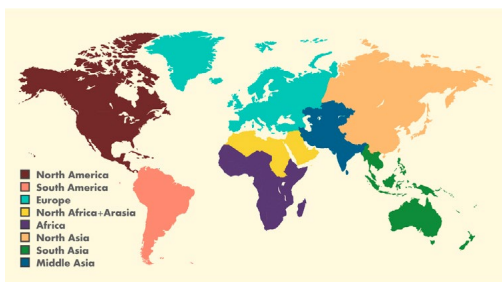 North America
South America
Europe
North Africa+Arasia
Africa
North Asia
South Asia
Middle Asia